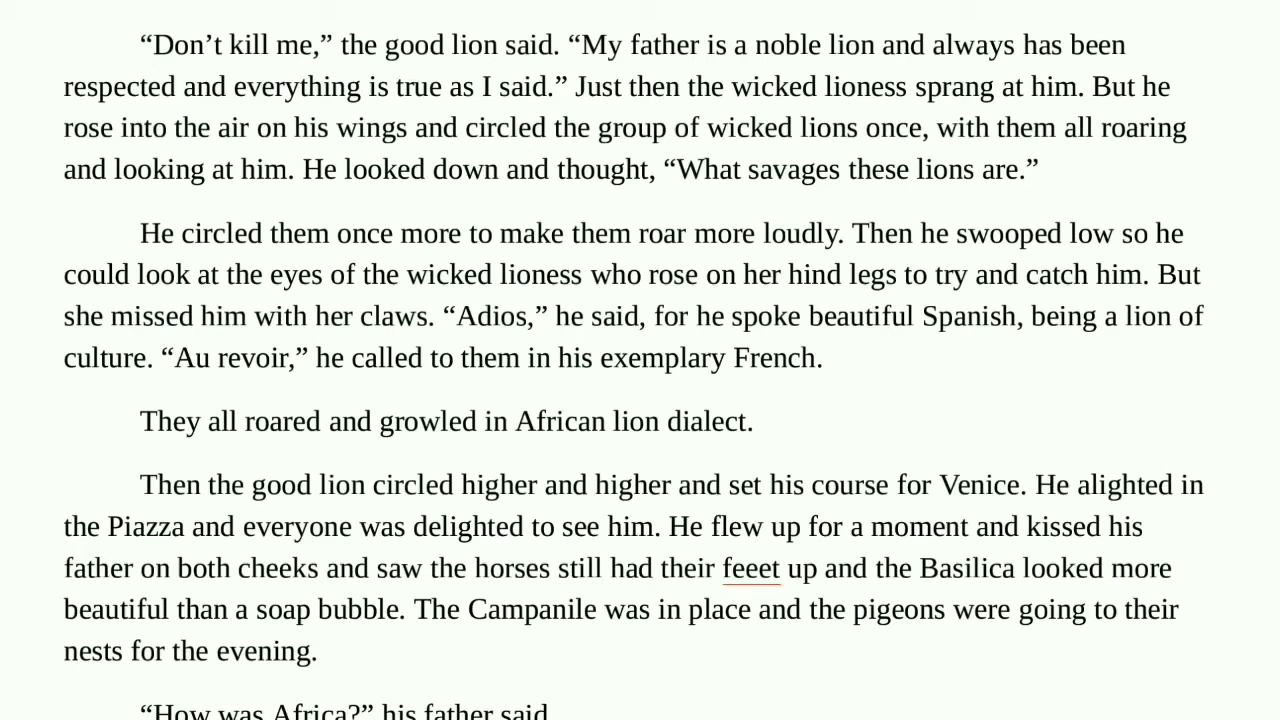 “Don’t kill me,” the good lion said. “My father is a noble lion and always has been
respected and everything is true as I said.” Just then the wicked lioness sprang at him. But he
rose into the air on his wings and circled the group of wicked lions once, with them all roaring
and looking at him. He looked down and thought, “What savages these lions are.”
He circled them once more to make them roar more loudly. Then he swooped low so he
could look at the eyes of the wicked lioness who rose on her hind legs to try and catch him. But
she missed him with her claws. “Adios,” he said, for he spoke beautiful Spanish, being a lion of
culture. “Au revoir,” he called to them in his exemplary French.
They all roared and growled in African lion dialect.
Then the good lion circled higher and higher and set his course for Venice. He alighted in
the Piazza and everyone was delighted to see him. He flew up for a moment and kissed his
father on both cheeks and saw the horses still had their feeet up and the Basilica looked more
beautiful than a soap bubble. The Campanile was in place and the pigeons were going to their
nests for the evening.
“How was Africa?” his father said